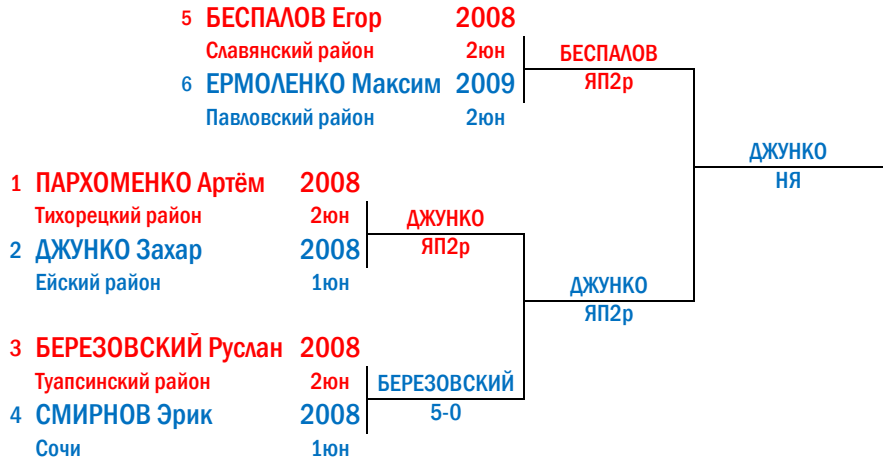 5 БЕСПАЛОВ Егор 2008
Славянский район 2юн
6 ЕРМОЛЕНКО Максим 2009
Павловский район 2юн
БЕСПАЛОВ
ЯП2р
ДЖУНКО
НЯ
1 ПАРХОМЕНКО Артём 2008
Тихорецкий район 2юн
2 ДЖУНКО Захар 2008
Ейский район 1юн
ДЖУНКО
ЯП2р
ДЖУНКО
ЯП2р
3 БЕРЕЗОВСКИЙ Руслан 2008
Туапсинский район 2юн
4 СМИРНОВ Эрик 2008
Сочи 1юн
БЕРЕЗОВСКИЙ
5-0